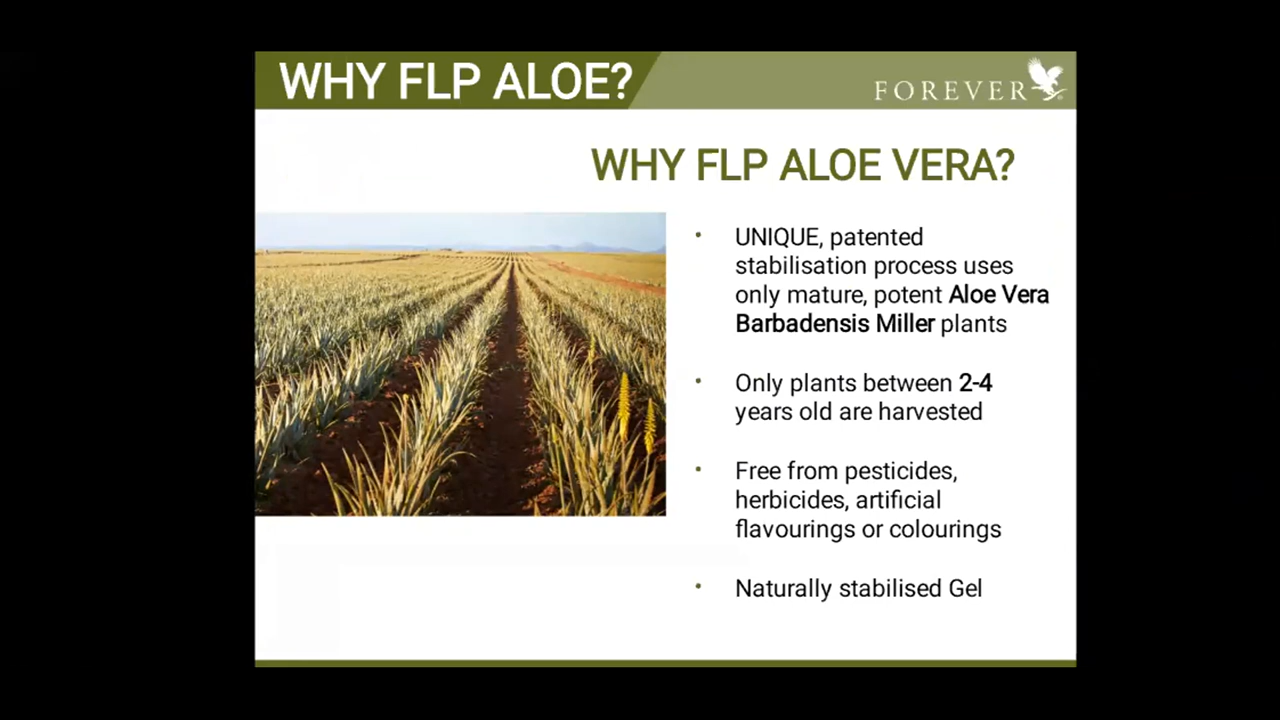 WHY FLP ALOE?
FOREVER
WHY FLP ALOE VERA?
• UNIQUE, patented
stabilisation process uses
only mature, potent Aloe Vera
Barbadensis Miller plants
• Only plants between 2-4
years old are harvested
• Free from pesticides,
herbicides, artificial
flavourings or colourings
• Naturally stabilised Gel